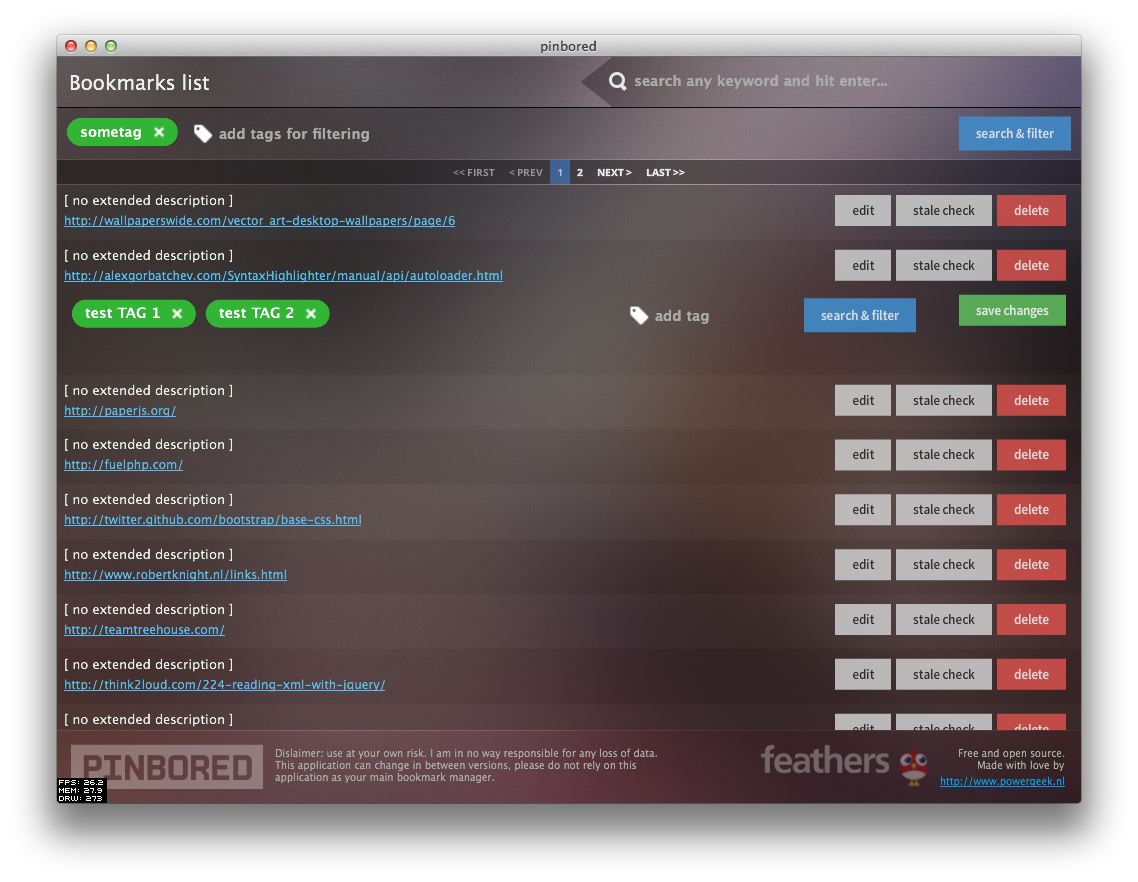 pinbored
Bookmarks list
search any keyword and hit enter...
sometag ×
add tags for filtering
search & filter
<< FIRST < PREV 1 2 NEXT > LAST >>
[ no extended description ]
http://wallpaperswide.com/vector_art-desktop-wallpapers/page/6
edit stale check delete
[ no extended description ]
http://alexgorbatchev.com/SyntaxHighlighter/manual/api/autoloader.html
edit stale check delete
test TAG 1 × test TAG 2 ×
add tag
search & filter
save changes
[ no extended description ]
http://paperjs.org/
edit stale check delete
[ no extended description ]
http://fuelphp.com/
edit stale check delete
[ no extended description ]
http://twitter.github.com/bootstrap/base-css.html
edit stale check delete
[ no extended description ]
http://www.robertknight.nl/links.html
edit stale check delete
[ no extended description ]
http://teamtreehouse.com/
edit stale check delete
[ no extended description ]
http://think2loud.com/224-reading-xml-with-jquery/
edit stale check delete
[ no extended description ]
edit stale check delete
PINBORED
Dislaimer: use at your own risk. I am in no way responsible for any loss of data.
This application can change in between versions, please do not rely on this
application as your main bookmark manager.
feathers
Free and open source.
Made with love by
http://www.powergeek.nl
FPS: 26.2
MEM: 27.9
DRW: 273